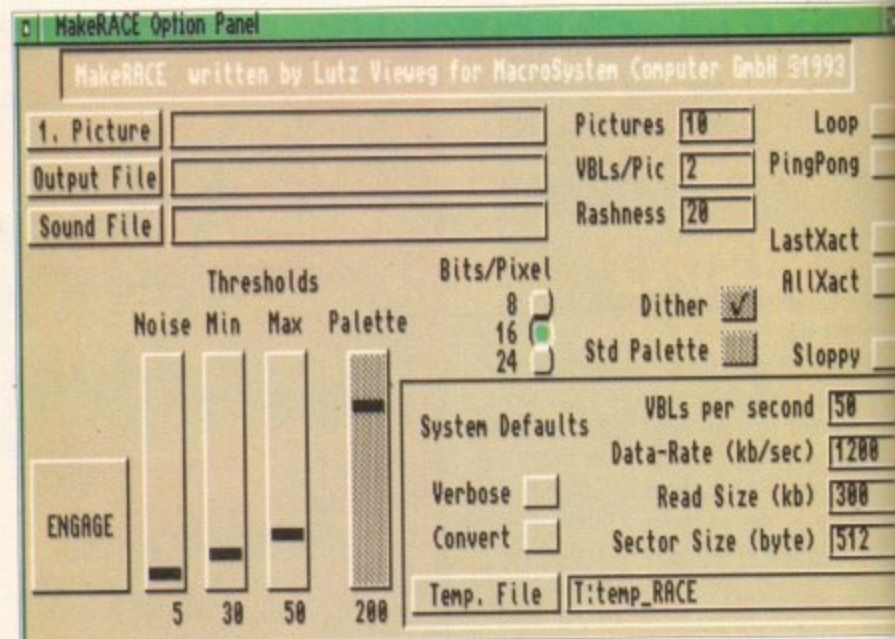 MakeRACE Option Panel
MakeRACE written by Lutz Vieweg for MacroSystem Computer GmbH ©1993
1. Picture
Pictures 10
Loop
Output File
VBLs/Pic 2
PingPong
Sound File
Rashness 20
LastXact
AllXact
Thresholds
Bits/Pixel
8
16
24
Dither
Std Palette
Sloppy
Noise Min Max Palette
System Defaults
VBLs per second 50
Data-Rate (kb/sec) 1200
Verbose
Read Size (kb) 300
Convert
Sector Size (byte) 512
ENGAGE
Temp. File T:temp_RACE
5 30 50 200